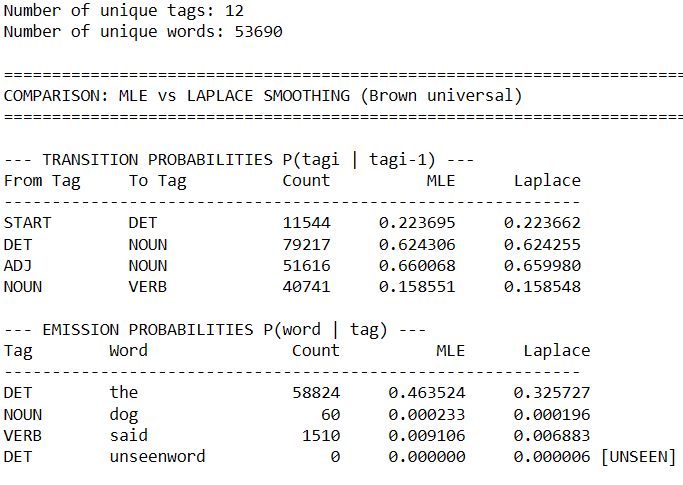 Number of unique tags: 12
Number of unique words: 53690
=======================================================================
COMPARISON: MLE vs LAPLACE SMOOTHING (Brown universal)
=======================================================================
--- TRANSITION PROBABILITIES P(tagi | tagi-1) ---
From Tag     To Tag          Count          MLE      Laplace
------------------------------------------------------------
START        DET             11544     0.223695     0.223662
DET          NOUN            79217     0.624306     0.624255
ADJ          NOUN            51616     0.660068     0.659980
NOUN         VERB            40741     0.158551     0.158548
--- EMISSION PROBABILITIES P(word | tag) ---
Tag        Word               Count          MLE      Laplace
------------------------------------------------------------
DET        the                58824     0.463524     0.325727
NOUN       dog                   60     0.000233     0.000196
VERB       said                1510     0.009106     0.006883
DET        unseenword             0     0.000000     0.000006 [UNSEEN]